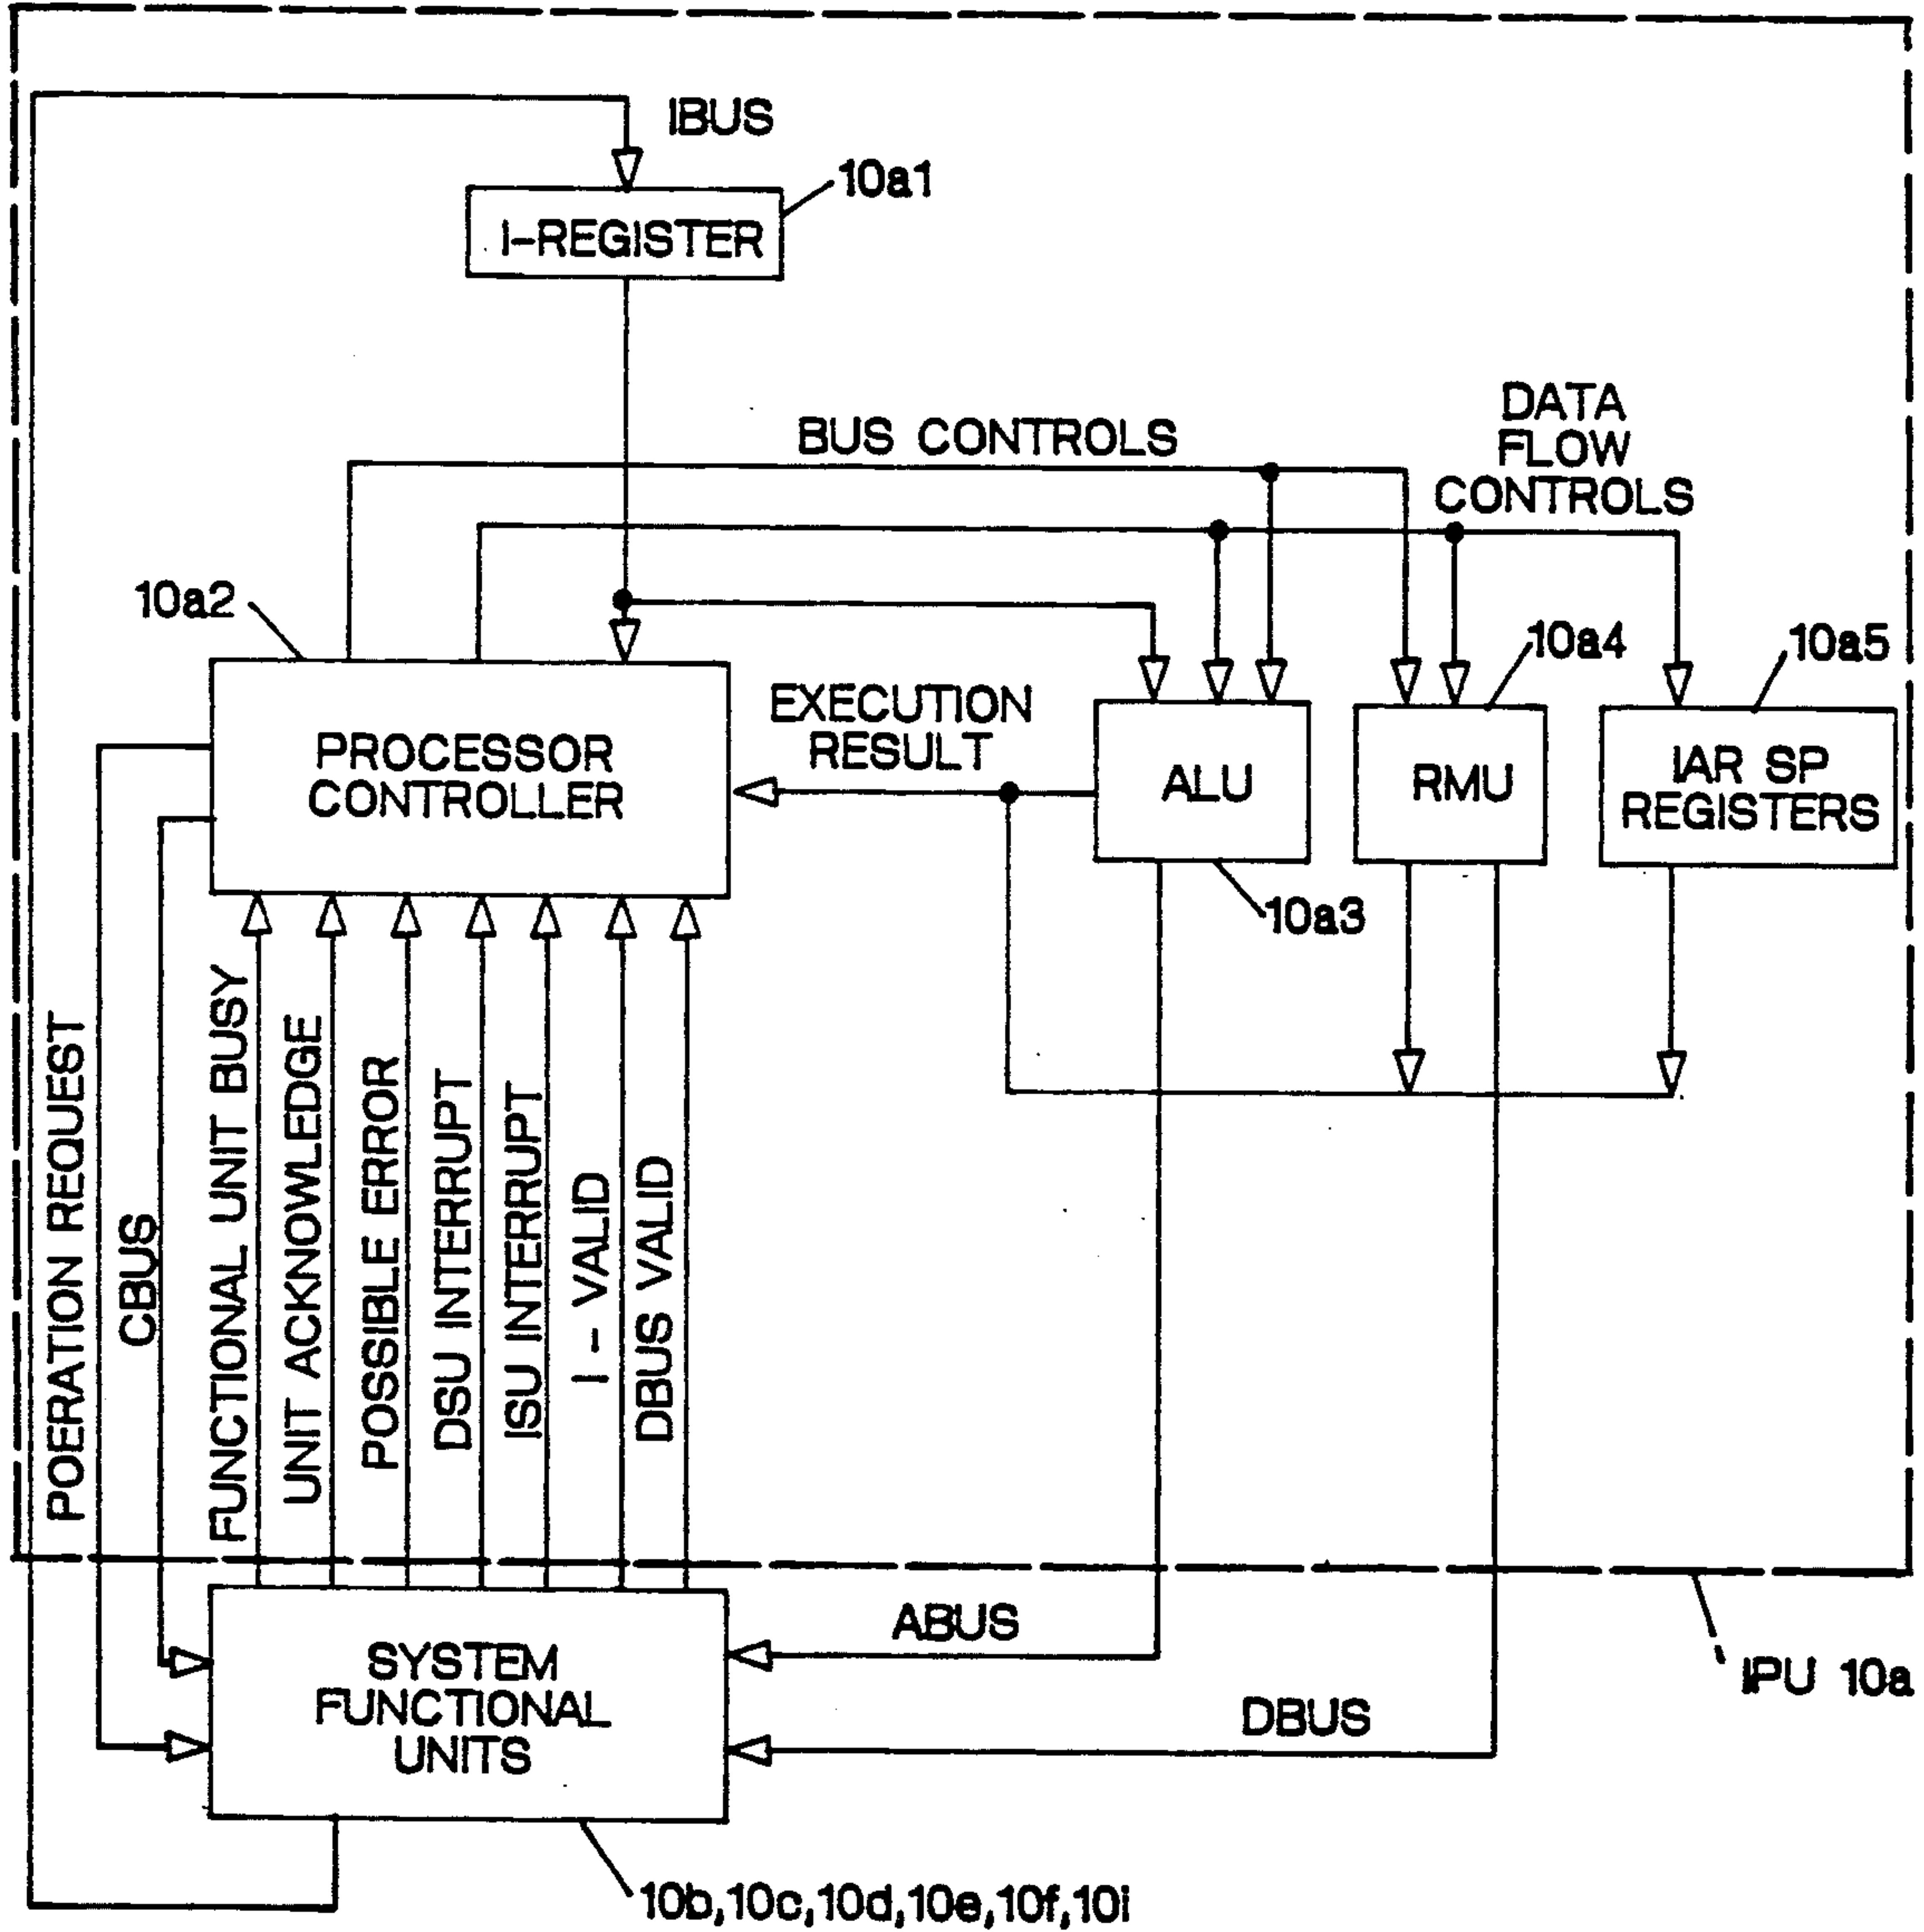 IBUS
10a1
I-REGISTER
BUS CONTROLS
DATA
FLOW
CONTROLS
10a2
10a4
10a5
PROCESSOR
CONTROLLER
EXECUTION
RESULT
ALU
RMU
IAR SP
REGISTERS
10a3
POERATION REQUEST
CBUS
FUNCTIONAL UNIT BUSY
UNIT ACKNOWLEDGE
POSSIBLE ERROR
DSU INTERRUPT
ISU INTERRUPT
I - VALID
DBUS VALID
SYSTEM
FUNCTIONAL
UNITS
ABUS
DBUS
IPU 10a
10b,10c,10d,10e,10f,10i